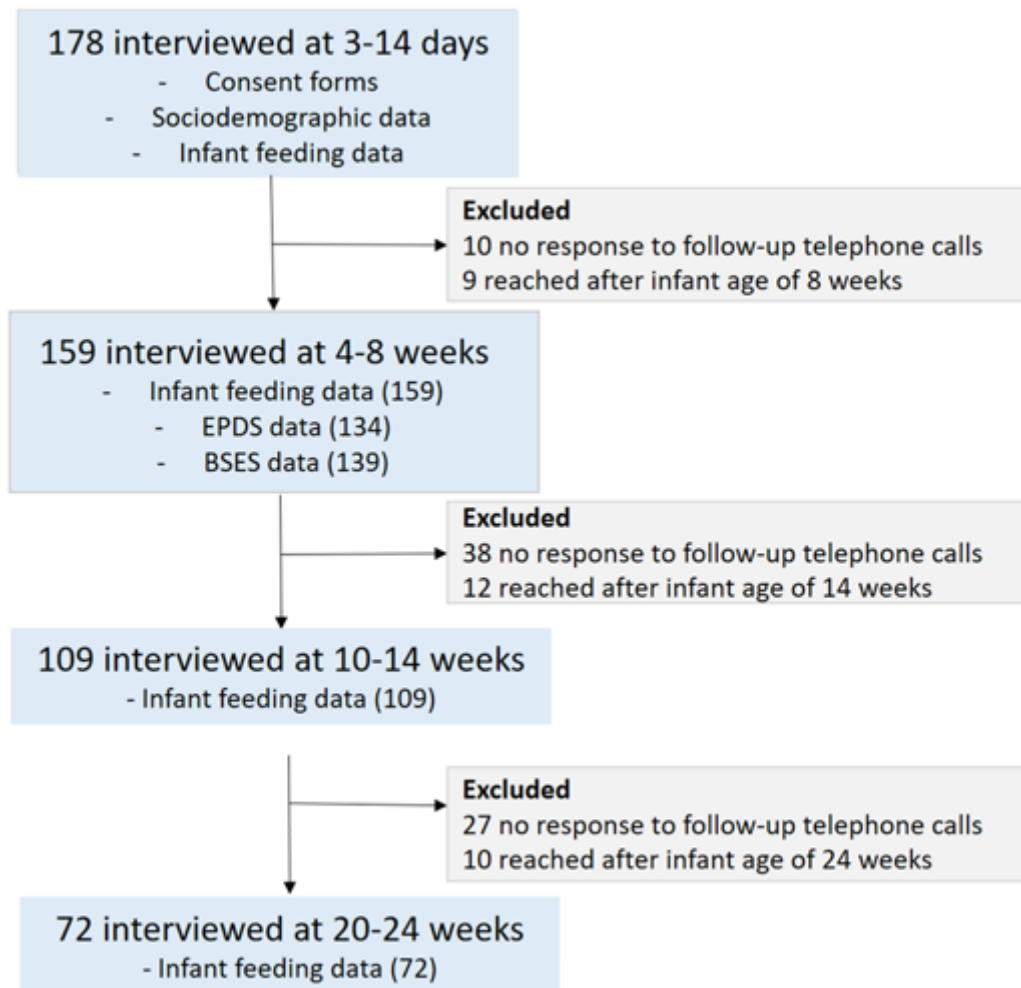 178 interviewed at 3-14 days
- Consent forms
- Sociodemographic data
- Infant feeding data
Excluded
10 no response to follow-up telephone calls
9 reached after infant age of 8 weeks
159 interviewed at 4-8 weeks
- Infant feeding data (159)
- EPDS data (134)
- BSES data (139)
Excluded
38 no response to follow-up telephone calls
12 reached after infant age of 14 weeks
109 interviewed at 10-14 weeks
- Infant feeding data (109)
Excluded
27 no response to follow-up telephone calls
10 reached after infant age of 24 weeks
72 interviewed at 20-24 weeks
- Infant feeding data (72)